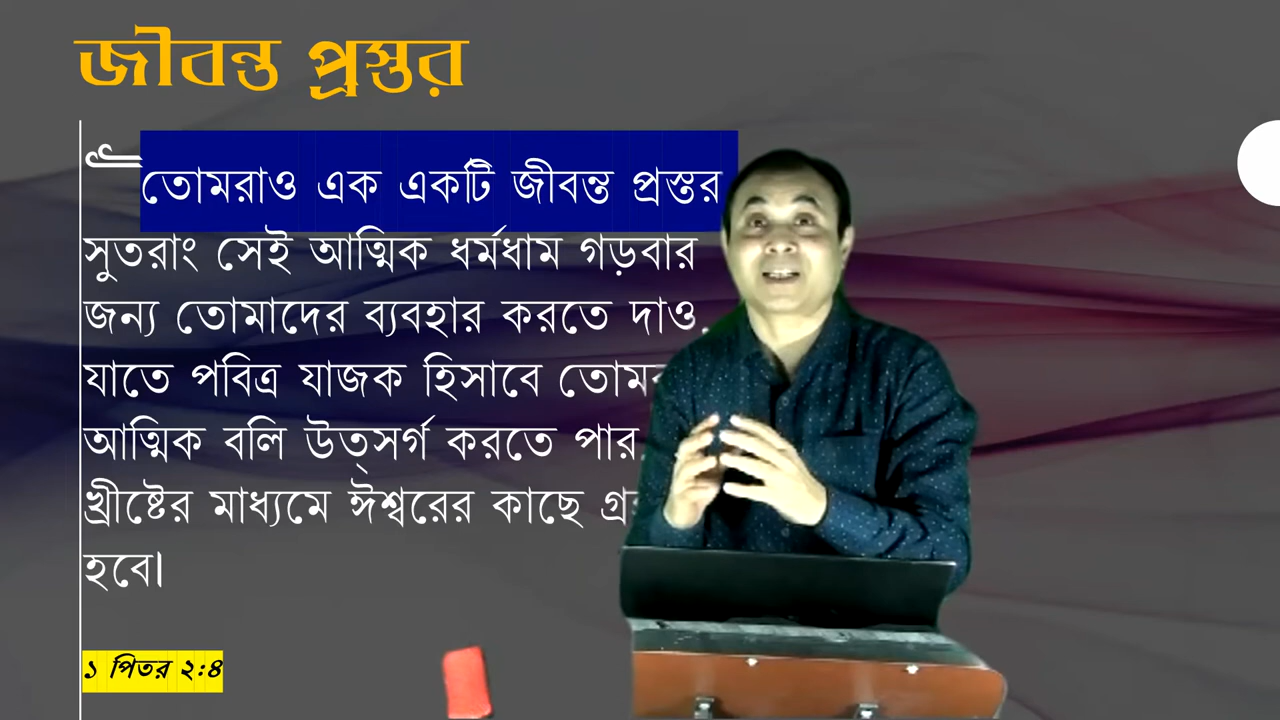 জীবন্ত প্রস্তর
তোমরাও এক একটি জীবন্ত প্রস্তর
সুতরাং সেই আত্মিক ধর্মধাম গড়বার
জন্য তোমাদের ব্যবহার করতে দাও.
যাতে পবিত্র যাজক হিসাবে
আত্মিক বলি উত্সর্গ করতে পার.
খ্রীষ্টের মাধ্যমে ঈশ্বরের কাছে
হবে।
১ পিতর ২:৪